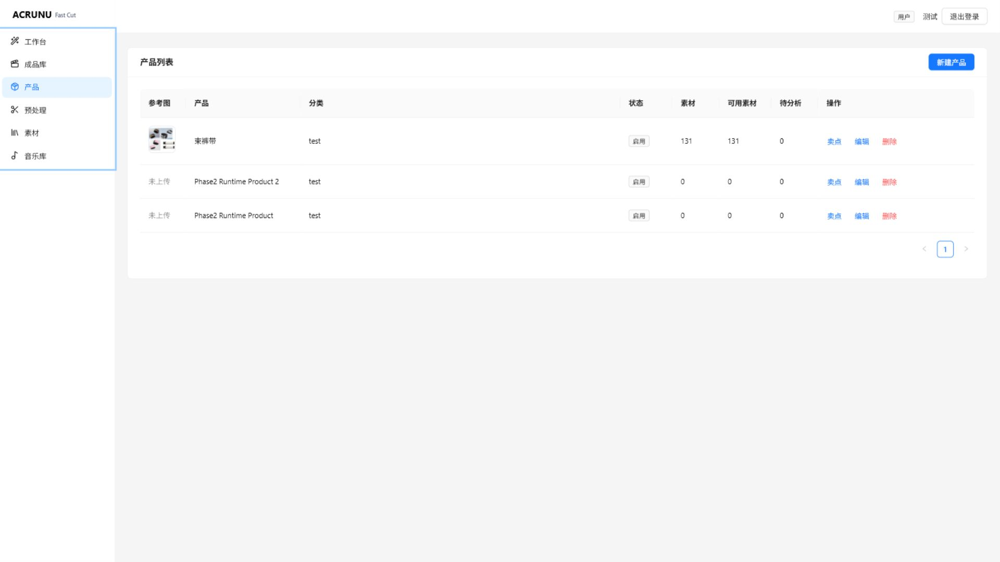 ACRUNU Fast Cut
用户 测试 退出登录
工作台
成品库
产品
预处理
素材
音乐库
产品列表 新建产品
参考图 产品 分类 状态 素材 可用素材 待分析 操作
束裤带 test 启用 131 131 0 卖点 编辑 删除
未上传 Phase2 Runtime Product 2 test 启用 0 0 0 卖点 编辑 删除
未上传 Phase2 Runtime Product test 启用 0 0 0 卖点 编辑 删除
< 1 >